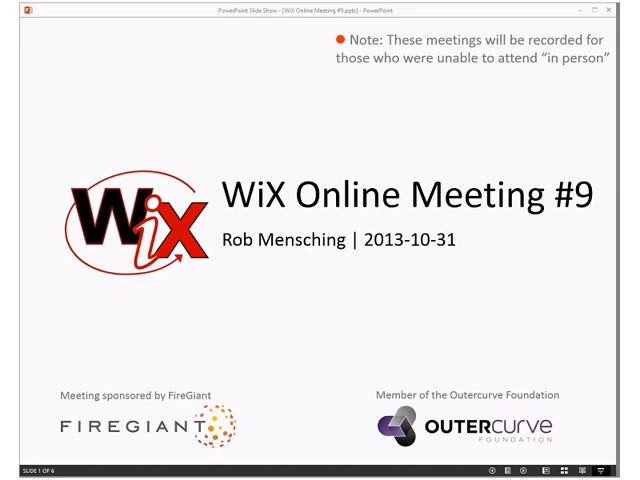 PowerPoint Slide Show - [WiX Online Meeting #9.pptx] - PowerPoint
Note: These meetings will be recorded for
those who were unable to attend “in person”
WiX
WiX Online Meeting #9
Rob Mensching | 2013-10-31
Meeting sponsored by FireGiant
FIREGIANT
Member of the Outercurve Foundation
OUTERCURVE
FOUNDATION
SLIDE 1 OF 6